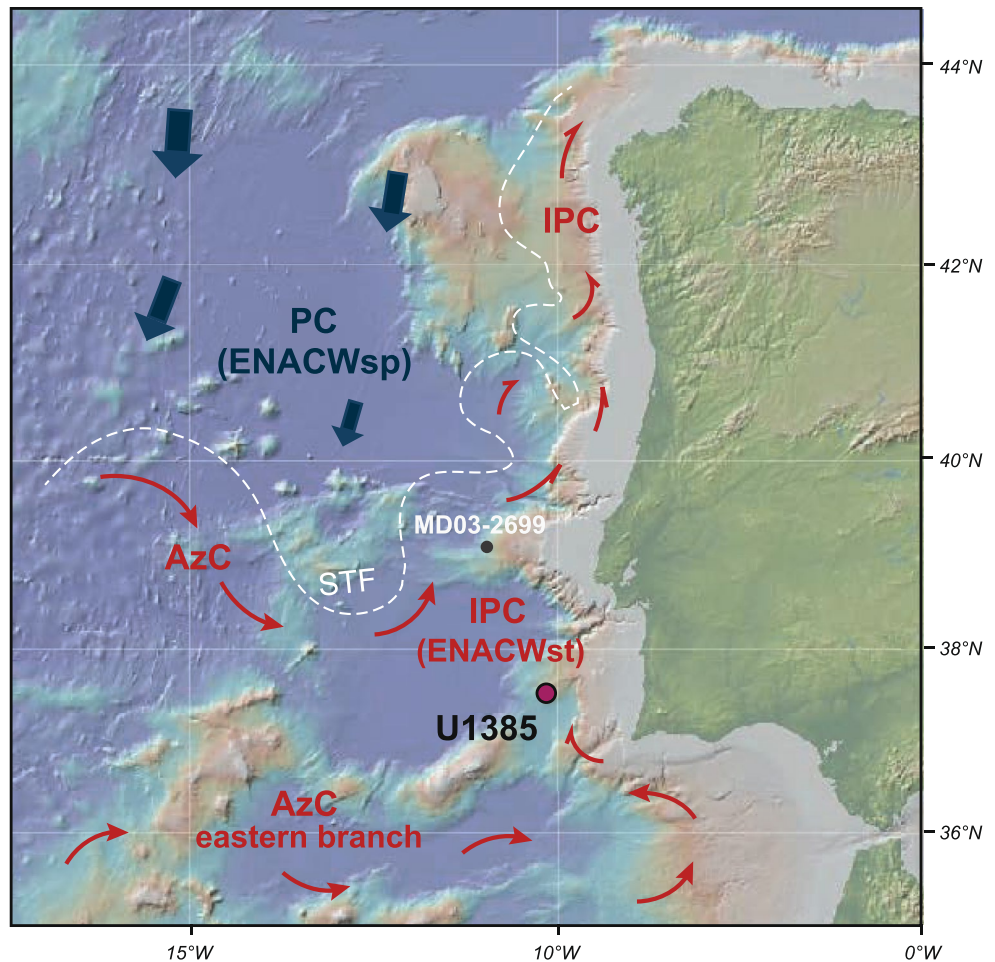 44°N
IPC
42°N
PC
(ENACWsp)
40°N
MD03-2699
AzC
STF
IPC
(ENACWst)
38°N
U1385
AzC
eastern branch
36°N
15°W
10°W
0°W